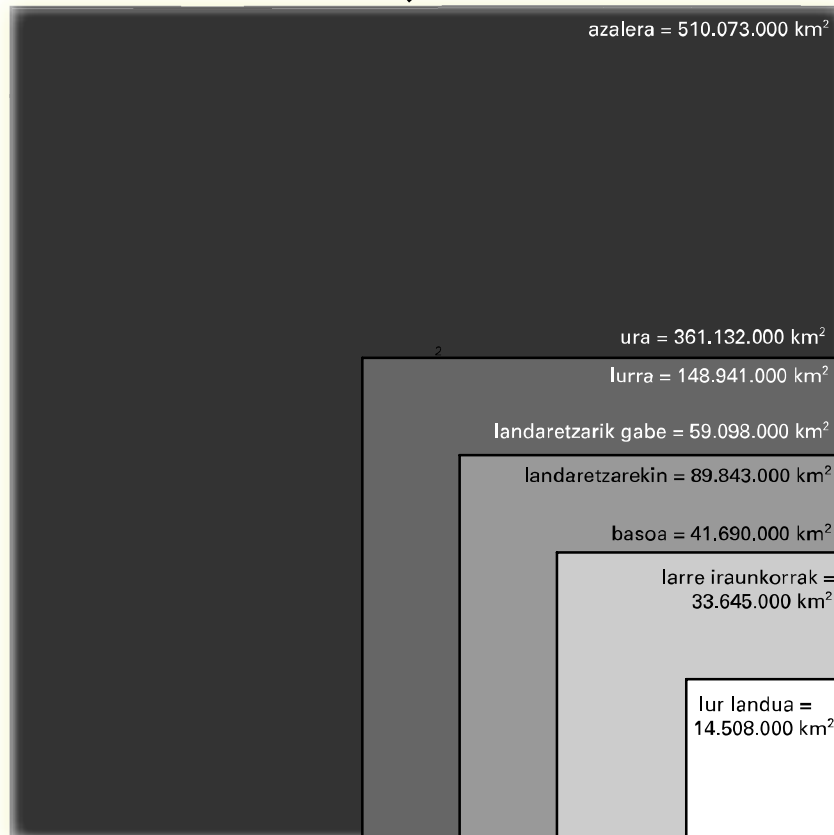 azalera = 510.073.000 km²
ura = 361.132.000 km²
2
lurra = 148.941.000 km²
landaretzarik gabe = 59.098.000 km²
landaretzarekin = 89.843.000 km²
basoa = 41.690.000 km²
larre iraunkorrak =
33.645.000 km²
lur landua =
14.508.000 km²